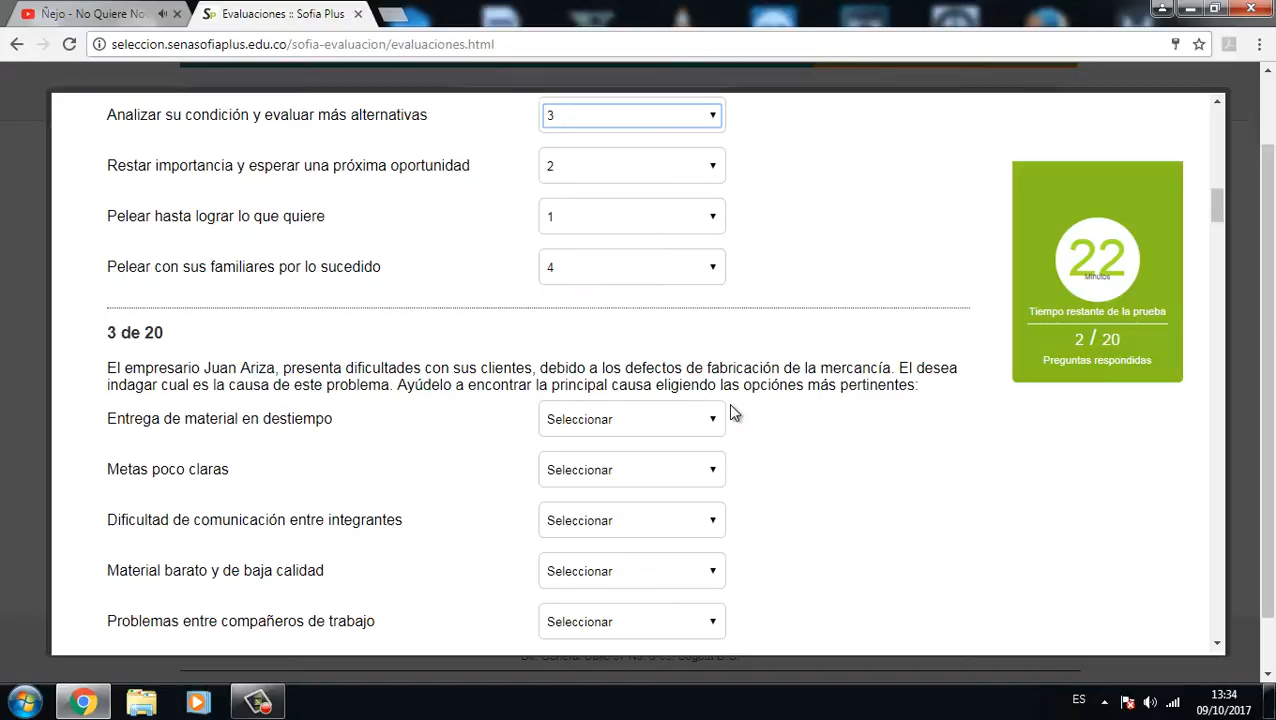 Ñejo - No Quiere Nov
Evaluaciones :: Sofia Plus
seleccion.senasofiaplus.edu.co/sofia-evaluacion/evaluaciones.html
Analizar su condición y evaluar más alternativas
3
Restar importancia y esperar una próxima oportunidad
2
Pelear hasta lograr lo que quiere
1
Pelear con sus familiares por lo sucedido
4
22
Minutos
Tiempo restante de la prueba
2 / 20
Preguntas respondidas
3 de 20
El empresario Juan Ariza, presenta dificultades con sus clientes, debido a los defectos de fabricación de la mercancía. El desea
indagar cual es la causa de este problema. Ayúdelo a encontrar la principal causa eligiendo las opciónes más pertinentes:
Entrega de material en destiempo
Seleccionar
Metas poco claras
Seleccionar
Dificultad de comunicación entre integrantes
Seleccionar
Material barato y de baja calidad
Seleccionar
Problemas entre compañeros de trabajo
Seleccionar
ES
13:34
09/10/2017